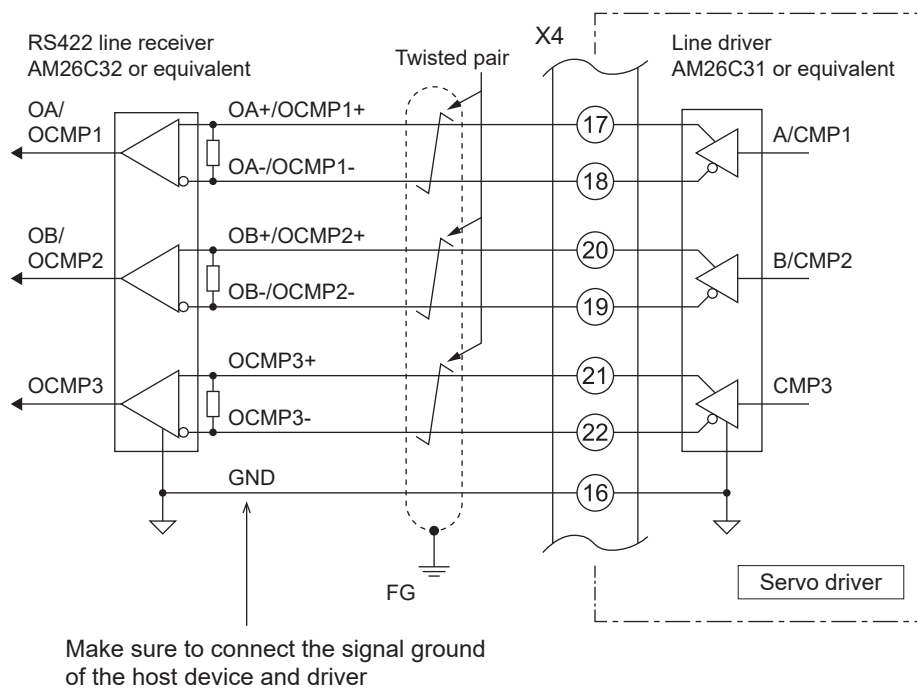 RS422 line receiver
AM26C32 or equivalent
Twisted pair
X4
Line driver
AM26C31 or equivalent
OA/
OCMP1
OA+/OCMP1+
17
A/CMP1
OA-/OCMP1-
18
OB/
OCMP2
OB+/OCMP2+
20
B/CMP2
OB-/OCMP2-
19
OCMP3
OCMP3+
21
CMP3
OCMP3-
22
GND
16
FG
Servo driver
Make sure to connect the signal ground
of the host device and driver